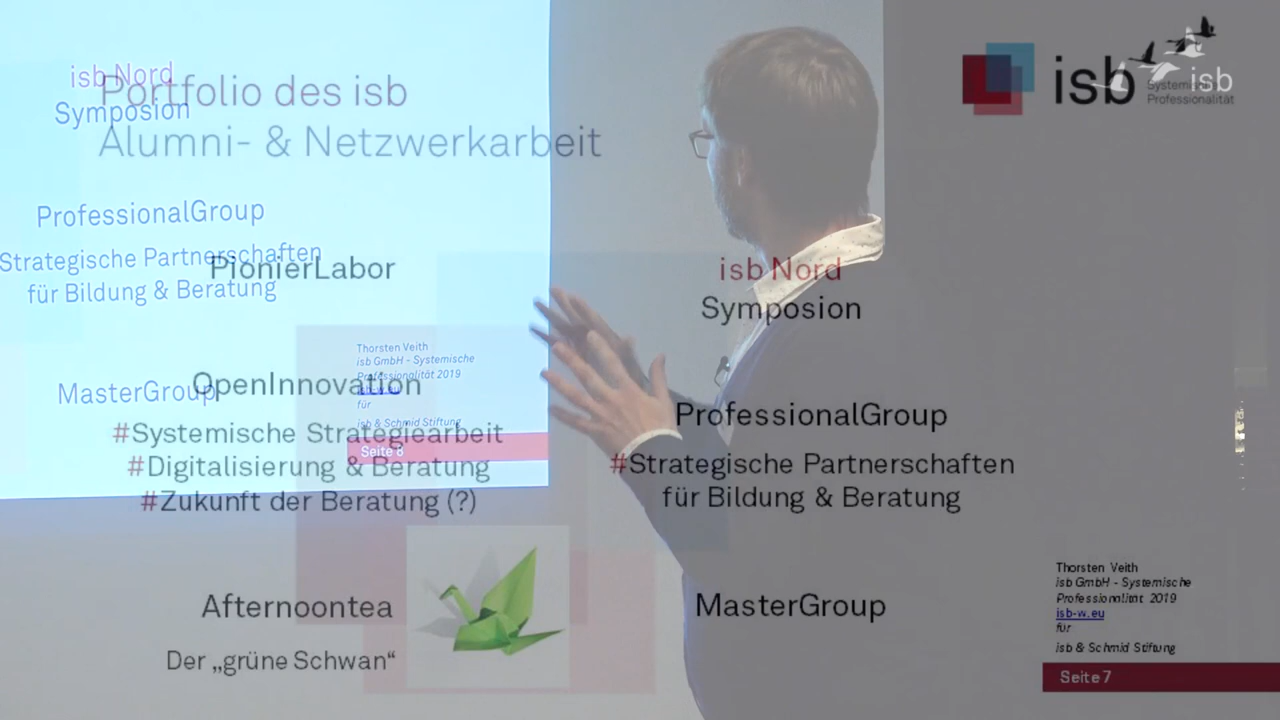 Portfolio des isb
Alumni- & Netzwerkarbeit
isb
Systemische
Professionalität
isb
PionierLabor
OpenInnovation
#Systemische Strategiearbeit
#Digitalisierung & Beratung
#Zukunft der Beratung (?)
Afternoontea
Der „grüne Schwan“
isb Nord
Symposion
ProfessionalGroup
#Strategische Partnerschaften
für Bildung & Beratung
MasterGroup
Thorsten Veith
isb GmbH - Systemische
Professionalität 2019
isb-w.eu
für
isb & Schmid Stiftung
Seite 7
isb Nord
Symposion
ProfessionalGroup
Strategische Partnerschaften
für Bildung & Beratung
MasterGroup
Thorsten Veith
isb GmbH - Systemische
Professionalität 2019
isb-w.eu
für
isb & Schmid Stiftung
Seite 8